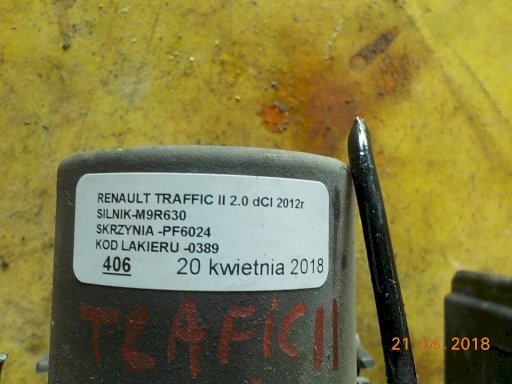 RENAULT TRAFFIC II 2.0 dCI 2012r
SILNIK-M9R630
SKRZYNIA -PF6024
KOD LAKIERU -0389
406 20 kwietnia 2018
TRAFIC II
21 04 2018